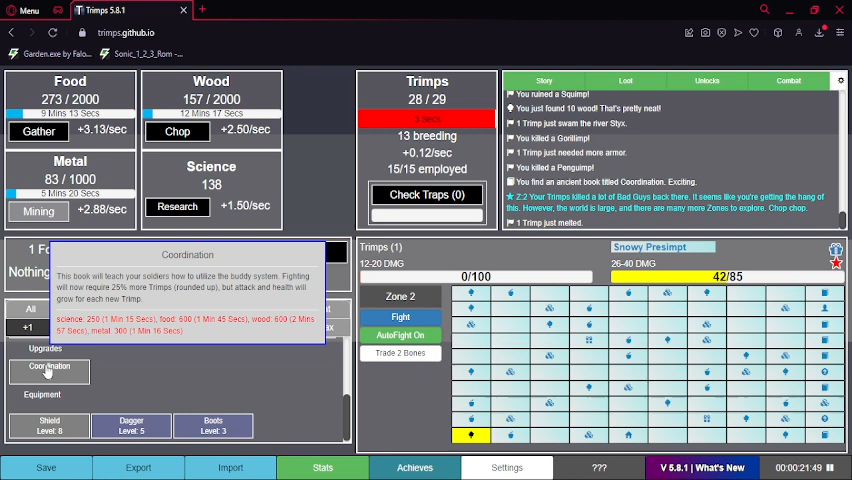 Menu
Trimps 5.8.1
trimps.github.io
Garden.exe by Falo...
Sonic_1_2_3_Rom -...
Food
273 / 2000
9 Mins 13 Secs
Gather
+3.13/sec
Wood
157 / 2000
12 Mins 17 Secs
Chop
+2.50/sec
Metal
83 / 1000
5 Mins 20 Secs
Mining
+2.88/sec
Science
138
Research
+1.50/sec
Trimps
28 / 29
3 Secs
13 breeding
+0.12/sec
15/15 employed
Check Traps (0)
Story
Loot
Unlocks
Combat
You ruined a Squimp!
You just found 10 wood! That's pretty neat!
1 Trimp just swam the river Styx.
You killed a Gorillimp!
1 Trimp just needed more armor.
You killed a Penguimp!
You find an ancient book titled Coordination. Exciting.
Z:2 Your Trimps killed a lot of Bad Guys back there. It seems like you're getting the hang
of this. However, the world is large, and there are many more Zones to explore. Chop chop.
1 Trimp just melted.
1 Fo
Nothing
All
+1
Coordination
This book will teach your soldiers how to utilize the buddy system. Fighting
will now require 25% more Trimps (rounded up), but attack and health will
grow for each new Trimp.
science: 250 (1 Min 15 Secs), food: 600 (1 Min 45 Secs), wood: 600 (2 Mins
57 Secs), metal: 300 (1 Min 16 Secs)
Upgrades
Coordination
Equipment
Shield
Level: 8
Dagger
Level: 5
Boots
Level: 3
Trimps (1)
12-20 DMG
0/100
Snowy Presimpt
26-40 DMG
42/85
Zone 2
Fight
AutoFight On
Trade 2 Bones
Save
Export
Import
Stats
Achieves
Settings
???
V 5.8.1 | What's New
00:00:21:49